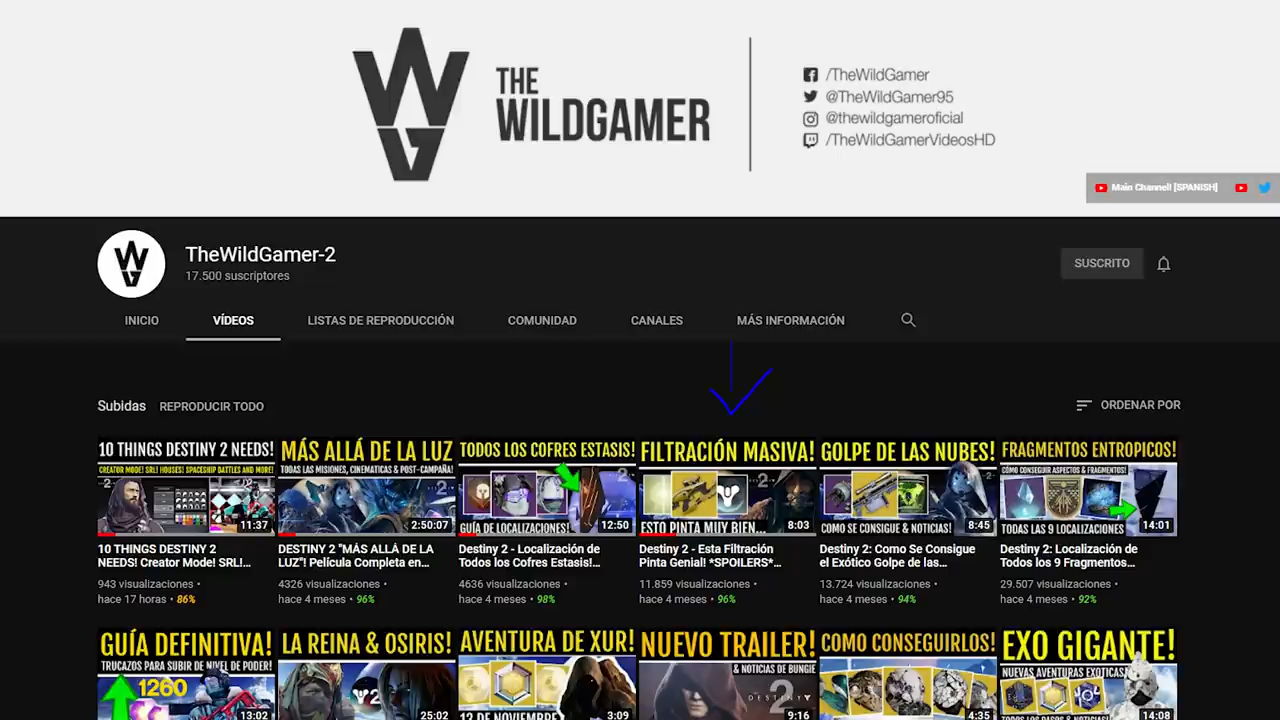 THE
WILDGAMER
/TheWildGamer
@TheWildGamer95
@thewildgameroficial
/TheWildGamerVideosHD
Main Channel! [SPANISH]
TheWildGamer-2
17.500 suscriptores
SUSCRITO
INICIO
VÍDEOS
LISTAS DE REPRODUCCIÓN
COMUNIDAD
CANALES
MÁS INFORMACIÓN
Subidas
REPRODUCIR TODO
ORDENAR POR
10 THINGS DESTINY 2 NEEDS!
CREATOR MODE! SRL! HOUSES! SPACESHIP BATTLES AND MORE!
11:37
10 THINGS DESTINY 2
NEEDS! Creator Mode! SRL!...
943 visualizaciones •
hace 17 horas • 86%
MÁS ALLÁ DE LA LUZ
TODAS LAS MISIONES, CINEMATICAS & POST-CAMPAÑA!
2:50:07
DESTINY 2 "MÁS ALLÁ DE LA
LUZ"! Película Completa en...
4326 visualizaciones •
hace 4 meses • 96%
TODOS LOS COFRES ESTASIS!
GUÍA DE LOCALIZACIONES!
12:50
Destiny 2 - Localización de
Todos los Cofres Estasis!...
4636 visualizaciones •
hace 4 meses • 98%
FILTRACIÓN MASIVA!
ESTO PINTA MUY BIEN...
8:03
Destiny 2 - Esta Filtración
Pinta Genial! *SPOILERS*...
11.859 visualizaciones •
hace 4 meses • 96%
GOLPE DE LAS NUBES!
COMO SE CONSIGUE & NOTICIAS!
8:45
Destiny 2: Como Se Consigue
el Exótico Golpe de las...
13.724 visualizaciones •
hace 4 meses • 94%
FRAGMENTOS ENTROPICOS!
CÓMO CONSEGUIR ASPECTOS & FRAGMENTOS!
TODAS LAS 9 LOCALIZACIONES
14:01
Destiny 2: Localización de
Todos los 9 Fragmentos...
29.507 visualizaciones •
hace 4 meses • 92%
GUÍA DEFINITIVA!
TRUCAZOS PARA SUBIR DE NIVEL DE PODER!
1260
13:02
LA REINA & OSIRIS!
25:02
AVENTURA DE XUR!
13 DE NOVIEMBRE
3:09
NUEVO TRAILER!
& NOTICIAS DE BUNGIE
DESTINY
2
9:16
COMO CONSEGUIRLOS!
4:35
EXO GIGANTE!
NUEVAS AVENTURAS EXOTICAS!
14:08